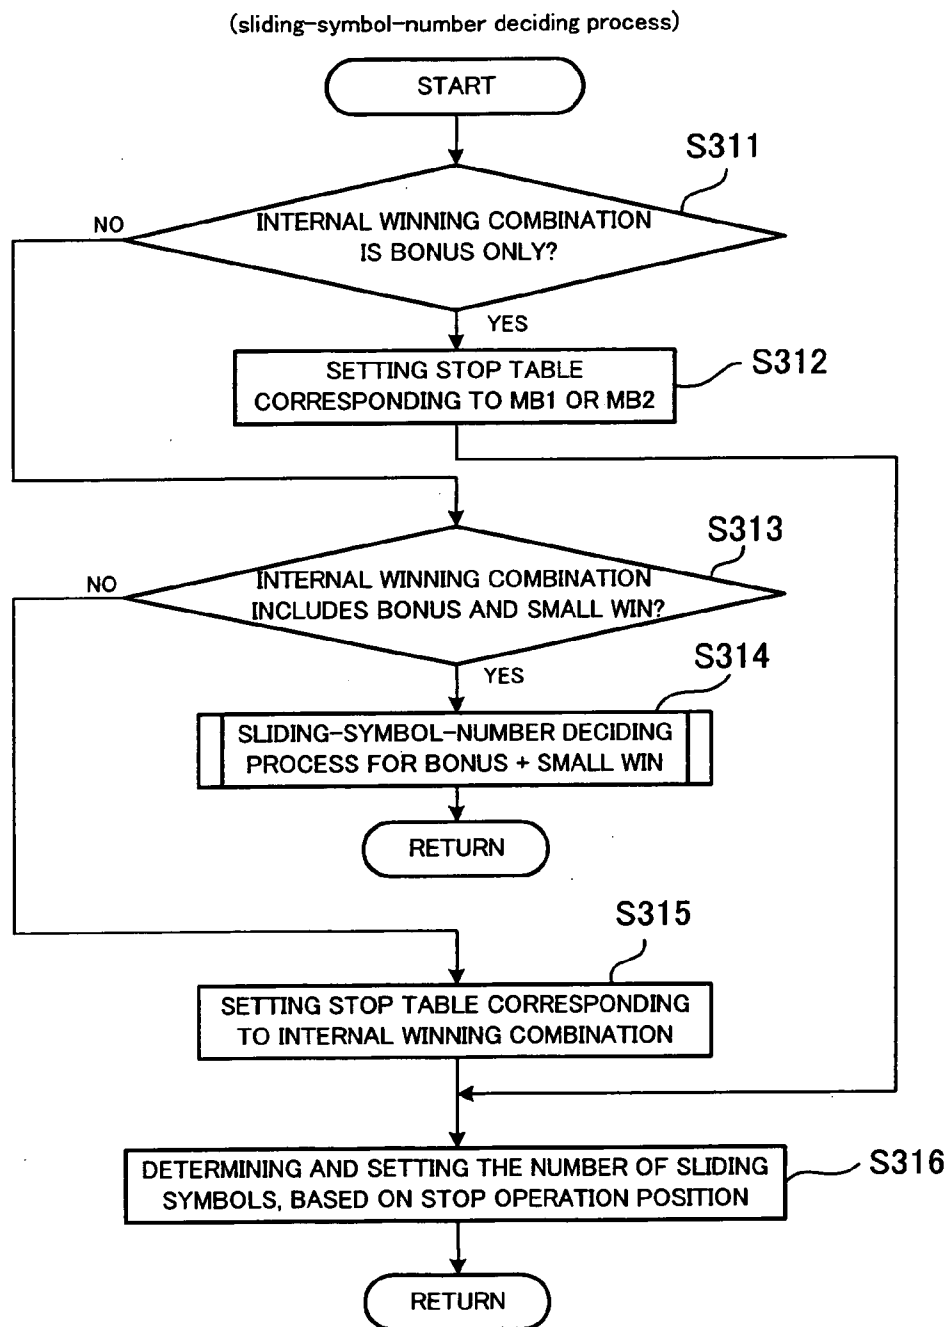 (sliding-symbol-number deciding process)
START
S311
NO
INTERNAL WINNING COMBINATION
IS BONUS ONLY?
YES
S312
SETTING STOP TABLE
CORRESPONDING TO MB1 OR MB2
S313
NO
INTERNAL WINNING COMBINATION
INCLUDES BONUS AND SMALL WIN?
YES
S314
SLIDING-SYMBOL-NUMBER DECIDING
PROCESS FOR BONUS + SMALL WIN
RETURN
S315
SETTING STOP TABLE CORRESPONDING
TO INTERNAL WINNING COMBINATION
DETERMINING AND SETTING THE NUMBER OF SLIDING
SYMBOLS, BASED ON STOP OPERATION POSITION
S316
RETURN